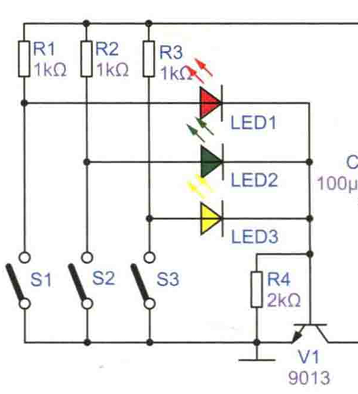 R1
1kΩ
R2
1kΩ
R3
1kΩ
LED1
LED2
C
100μ
LED3
S1
S2
S3
R4
2kΩ
V1
9013